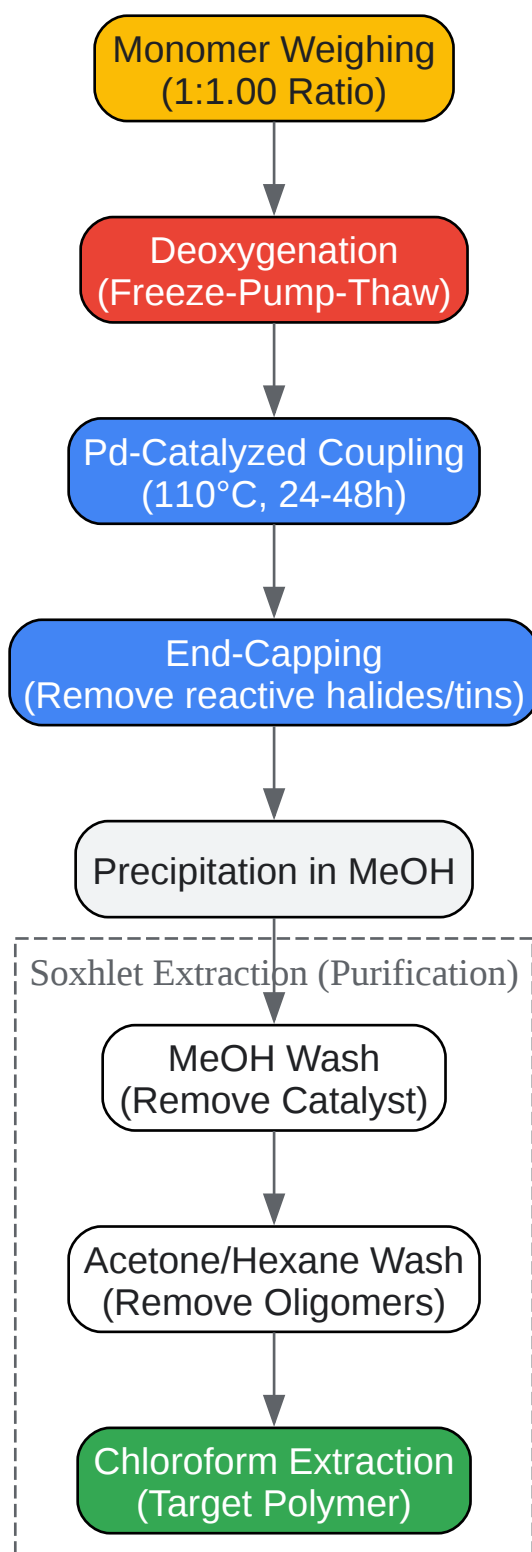 Monomer Weighing
(1:1.00 Ratio)
Deoxygenation
(Freeze-Pump-Thaw)
Pd-Catalyzed Coupling
(110°C, 24-48h)
End-Capping
(Remove reactive halides/tins)
Precipitation in MeOH
Soxhlet Extraction (Purification)
MeOH Wash
(Remove Catalyst)
Acetone/Hexane Wash
(Remove Oligomers)
Chloroform Extraction
(Target Polymer)